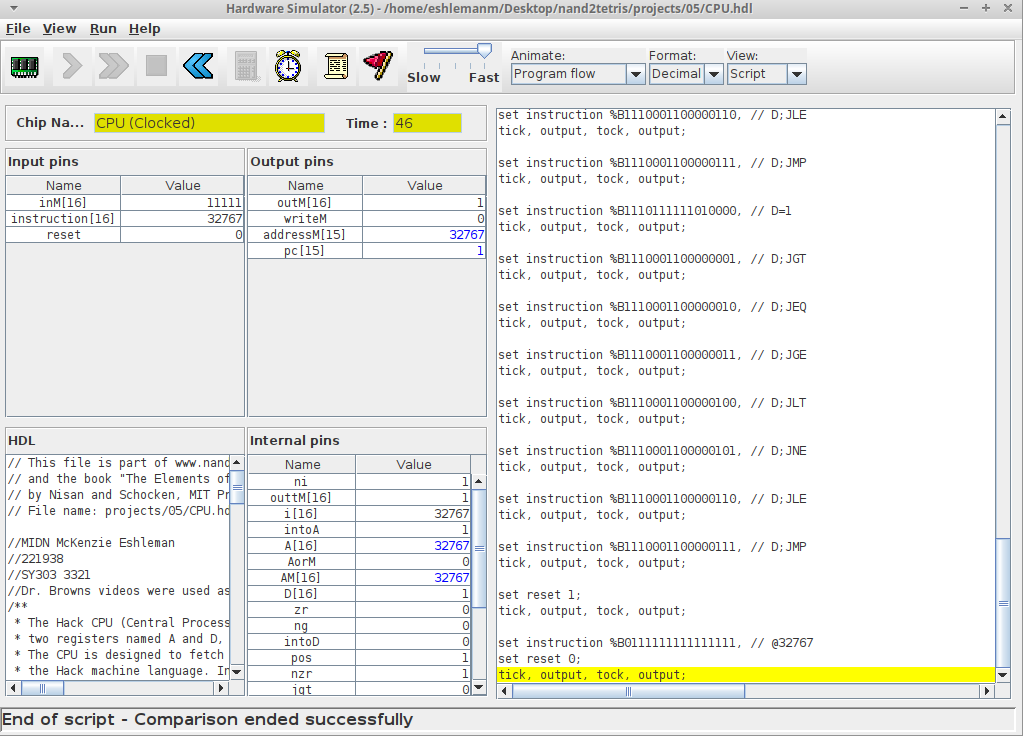 Hardware Simulator (2.5) - /home/eshlemanm/Desktop/nand2tetris/projects/05/CPU.hdl
File View Run Help
Slow Fast
Animate:
Program flow
Format:
Decimal
View:
Script
Chip Na... CPU (Clocked) Time : 46
Input pins
Name Value
inM[16] 11111
instruction[16] 32767
reset 0
Output pins
Name Value
outM[16] 1
writeM 0
addressM[15] 32767
pc[15] 1
HDL
// This file is part of www.nand
// and the book "The Elements of
// by Nisan and Schocken, MIT Pr
// File name: projects/05/CPU.hd
//MIDN McKenzie Eshleman
//221938
//SY303 3321
//Dr. Browns videos were used as
/**
* The Hack CPU (Central Process
* two registers named A and D,
* The CPU is designed to fetch
* the Hack machine language. In
Internal pins
Name Value
ni 1
outtM[16] 1
i[16] 32767
intoA 1
A[16] 32767
AorM 0
AM[16] 32767
D[16] 1
zr 0
ng 0
intoD 0
pos 1
nzr 1
jgt 0
set instruction %B1110001100000110, // D;JLE
tick, output, tock, output;
set instruction %B1110001100000111, // D;JMP
tick, output, tock, output;
set instruction %B1110111111010000, // D=1
tick, output, tock, output;
set instruction %B1110001100000001, // D;JGT
tick, output, tock, output;
set instruction %B1110001100000010, // D;JEQ
tick, output, tock, output;
set instruction %B1110001100000011, // D;JGE
tick, output, tock, output;
set instruction %B1110001100000100, // D;JLT
tick, output, tock, output;
set instruction %B1110001100000101, // D;JNE
tick, output, tock, output;
set instruction %B1110001100000110, // D;JLE
tick, output, tock, output;
set instruction %B1110001100000111, // D;JMP
tick, output, tock, output;
set reset 1;
tick, output, tock, output;
set instruction %B0111111111111111, // @32767
set reset 0;
tick, output, tock, output;
End of script - Comparison ended successfully